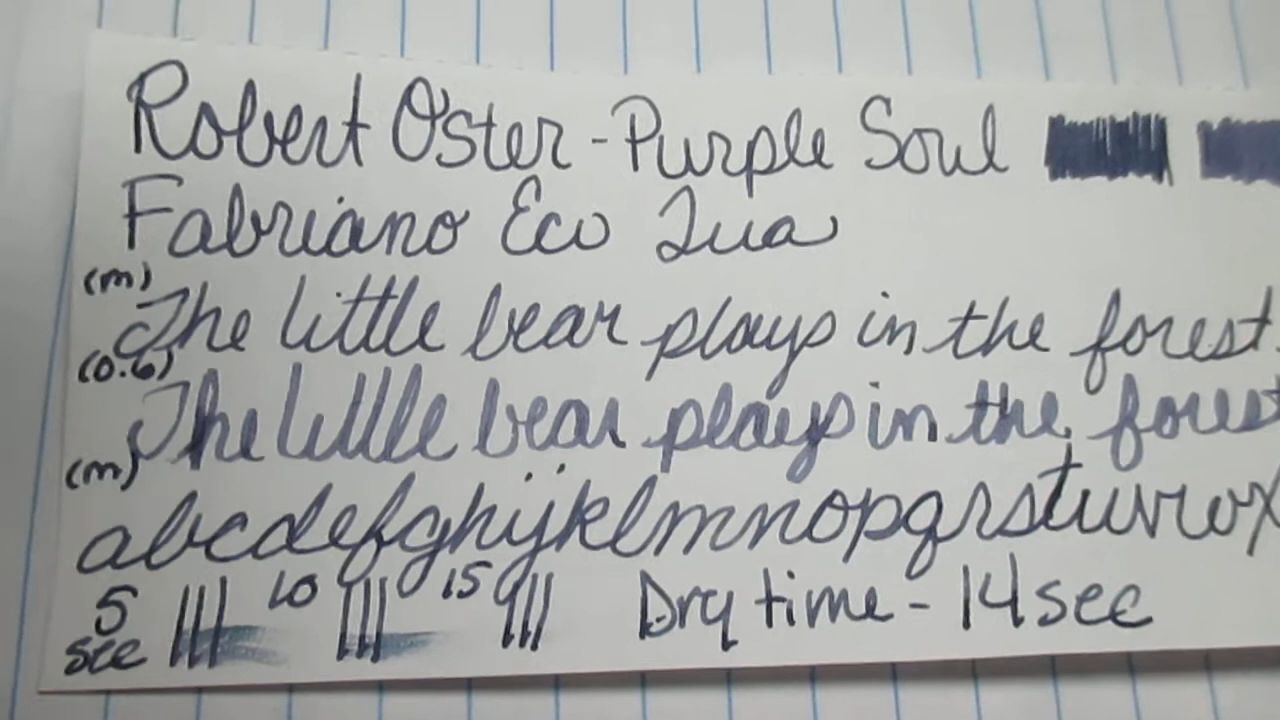 Robert Oster - Purple Soul
Fabriano Eco Qua
(m)
The little bear plays in the forest.
(0.6)
The little bear plays in the forest
(m)
abcdefghijklmnopqrstuvwx
5 sec 10 15 Dry time - 14 sec